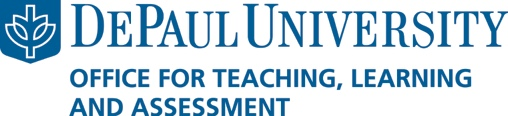 DEPAUL UNIVERSITY
OFFICE FOR TEACHING, LEARNING
AND ASSESSMENT